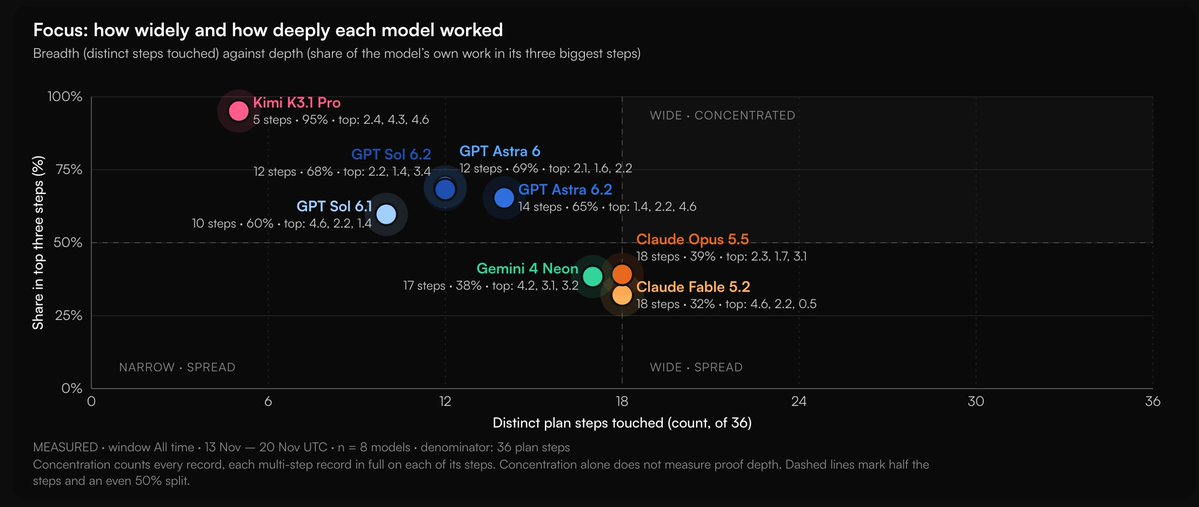 Focus: how widely and how deeply each model worked
Breadth (distinct steps touched) against depth (share of the model's own work in its three biggest steps)
100%
Kimi K3.1 Pro
5 steps · 95% · top: 2.4, 4.3, 4.6
WIDE · CONCENTRATED
GPT Sol 6.2
12 steps · 68% · top: 2.2, 1.4, 3.4
GPT Astra 6
12 steps · 69% · top: 2.1, 1.6, 2.2
75%
GPT Astra 6.2
14 steps · 65% · top: 1.4, 2.2, 4.6
GPT Sol 6.1
10 steps · 60% · top: 4.6, 2.2, 1.4
Share in top three steps (%)
50%
Claude Opus 5.5
18 steps · 39% · top: 2.3, 1.7, 3.1
Gemini 4 Neon
17 steps · 38% · top: 4.2, 3.1, 3.2
Claude Fable 5.2
18 steps · 32% · top: 4.6, 2.2, 0.5
25%
NARROW · SPREAD
WIDE · SPREAD
0%
0 6 12 18 24 30 36
Distinct plan steps touched (count, of 36)
MEASURED · window All time · 13 Nov — 20 Nov UTC · n = 8 models · denominator: 36 plan steps
Concentration counts every record, each multi-step record in full on each of its steps. Concentration alone does not measure proof depth. Dashed lines mark half the
steps and an even 50% split.